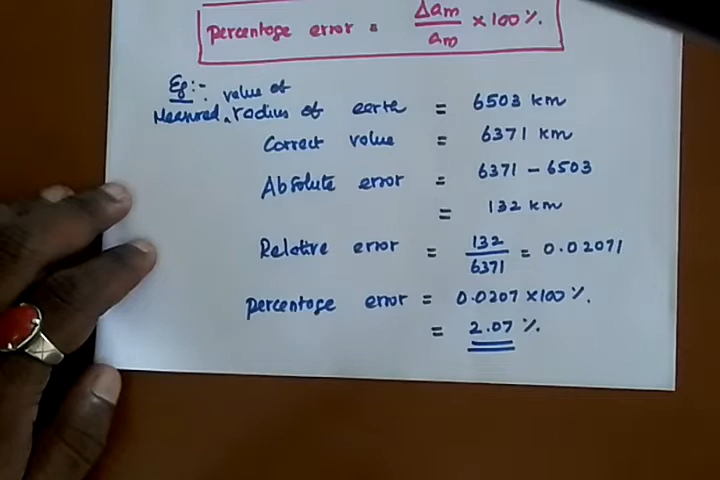 percentage error = Δam/aro × 100 %.
Eg:-. value of
Measured radius of earth = 6503 km
Correct value = 6371 km
Absolute error = 6371 - 6503
= 132 km
Relative error = 132/6371 = 0.02071
percentage error = 0.0207 × 100 %.
= 2.07 %.